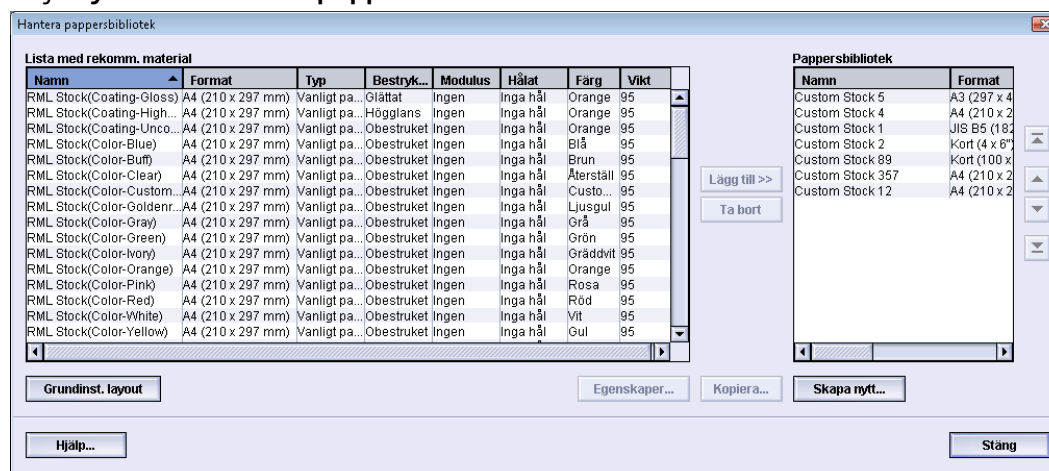 Hantera pappersbibliotek
Lista med rekomm. material
Namn Format Typ Bestryk... Modulus Hålat Färg Vikt
RML Stock(Coating-Gloss) A4 (210 x 297 mm) Vanligt pa... Glättat Ingen Inga hål Orange 95
RML Stock(Coating-High... A4 (210 x 297 mm) Vanligt pa... Högglans Ingen Inga hål Orange 95
RML Stock(Coating-Unco... A4 (210 x 297 mm) Vanligt pa... Obestruket Ingen Inga hål Orange 95
RML Stock(Color-Blue) A4 (210 x 297 mm) Vanligt pa... Obestruket Ingen Inga hål Blå 95
RML Stock(Color-Buff) A4 (210 x 297 mm) Vanligt pa... Obestruket Ingen Inga hål Brun 95
RML Stock(Color-Clear) A4 (210 x 297 mm) Vanligt pa... Obestruket Ingen Inga hål Återställ 95
RML Stock(Color-Custom... A4 (210 x 297 mm) Vanligt pa... Obestruket Ingen Inga hål Custo... 95
RML Stock(Color-Goldenr... A4 (210 x 297 mm) Vanligt pa... Obestruket Ingen Inga hål Ljusgul 95
RML Stock(Color-Gray) A4 (210 x 297 mm) Vanligt pa... Obestruket Ingen Inga hål Grå 95
RML Stock(Color-Green) A4 (210 x 297 mm) Vanligt pa... Obestruket Ingen Inga hål Grön 95
RML Stock(Color-Ivory) A4 (210 x 297 mm) Vanligt pa... Obestruket Ingen Inga hål Gräddvit 95
RML Stock(Color-Orange) A4 (210 x 297 mm) Vanligt pa... Obestruket Ingen Inga hål Orange 95
RML Stock(Color-Pink) A4 (210 x 297 mm) Vanligt pa... Obestruket Ingen Inga hål Rosa 95
RML Stock(Color-Red) A4 (210 x 297 mm) Vanligt pa... Obestruket Ingen Inga hål Röd 95
RML Stock(Color-White) A4 (210 x 297 mm) Vanligt pa... Obestruket Ingen Inga hål Vit 95
RML Stock(Color-Yellow) A4 (210 x 297 mm) Vanligt pa... Obestruket Ingen Inga hål Gul 95
Lägg till >>
Ta bort
Pappersbibliotek
Namn Format
Custom Stock 5 A3 (297 x 4
Custom Stock 4 A4 (210 x 2
Custom Stock 1 JIS B5 (182
Custom Stock 2 Kort (4 x 6")
Custom Stock 89 Kort (100 x
Custom Stock 357 A4 (210 x 2
Custom Stock 12 A4 (210 x 2
Grundinst. layout Egenskaper... Kopiera... Skapa nytt...
Hjälp... Stäng